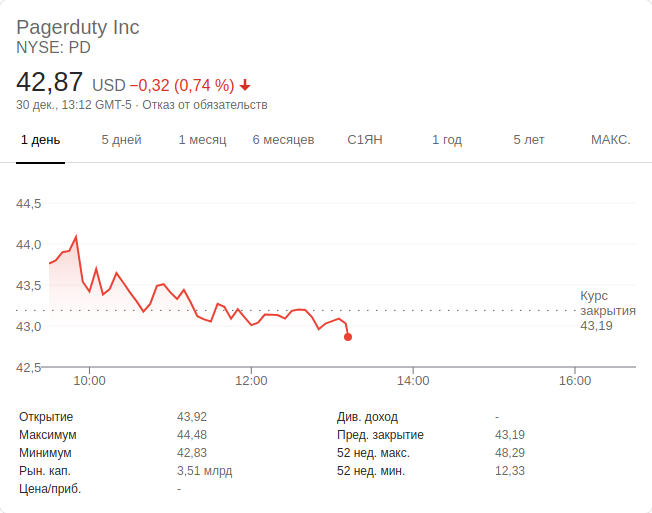 Pagerduty Inc
NYSE: PD
42,87 USD −0,32 (0,74 %)
30 дек., 13:12 GMT-5 · Отказ от обязательств
1 день 5 дней 1 месяц 6 месяцев С1ЯН 1 год 5 лет МАКС.
44,5
44,0
43,5
43,0
42,5
Курс
закрытия
43,19
10:00 12:00 14:00 16:00
Открытие 43,92 Див. доход -
Максимум 44,48 Пред. закрытие 43,19
Минимум 42,83 52 нед. макс. 48,29
Рын. кап. 3,51 млрд 52 нед. мин. 12,33
Цена/приб. -